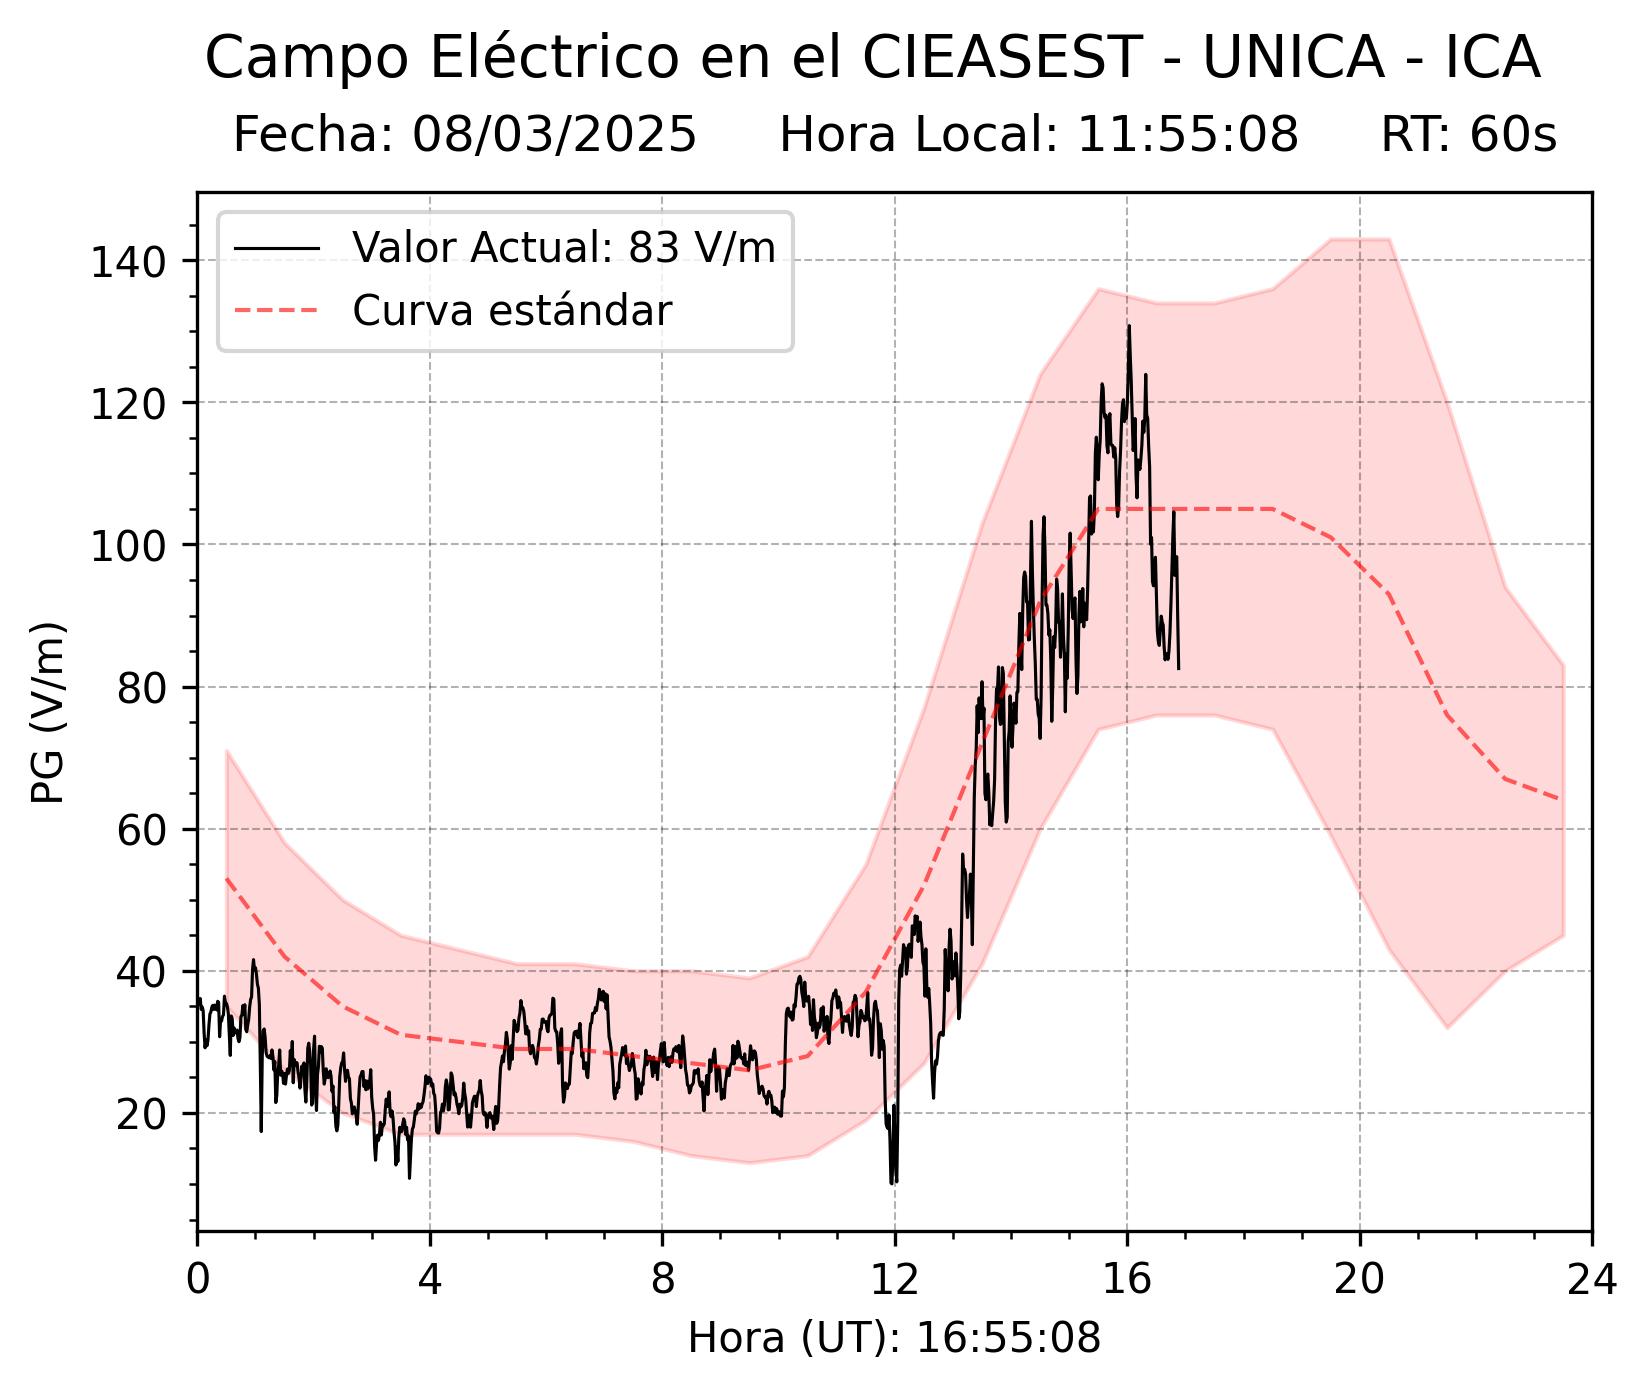 Campo Eléctrico en el CIEASEST - UNICA - ICA
Fecha: 08/03/2025 Hora Local: 11:55:08 RT: 60s
Valor Actual: 83 V/m
Curva estándar
140
120
100
80
60
40
20
PG (V/m)
0 4 8 12 16 20 24
Hora (UT): 16:55:08